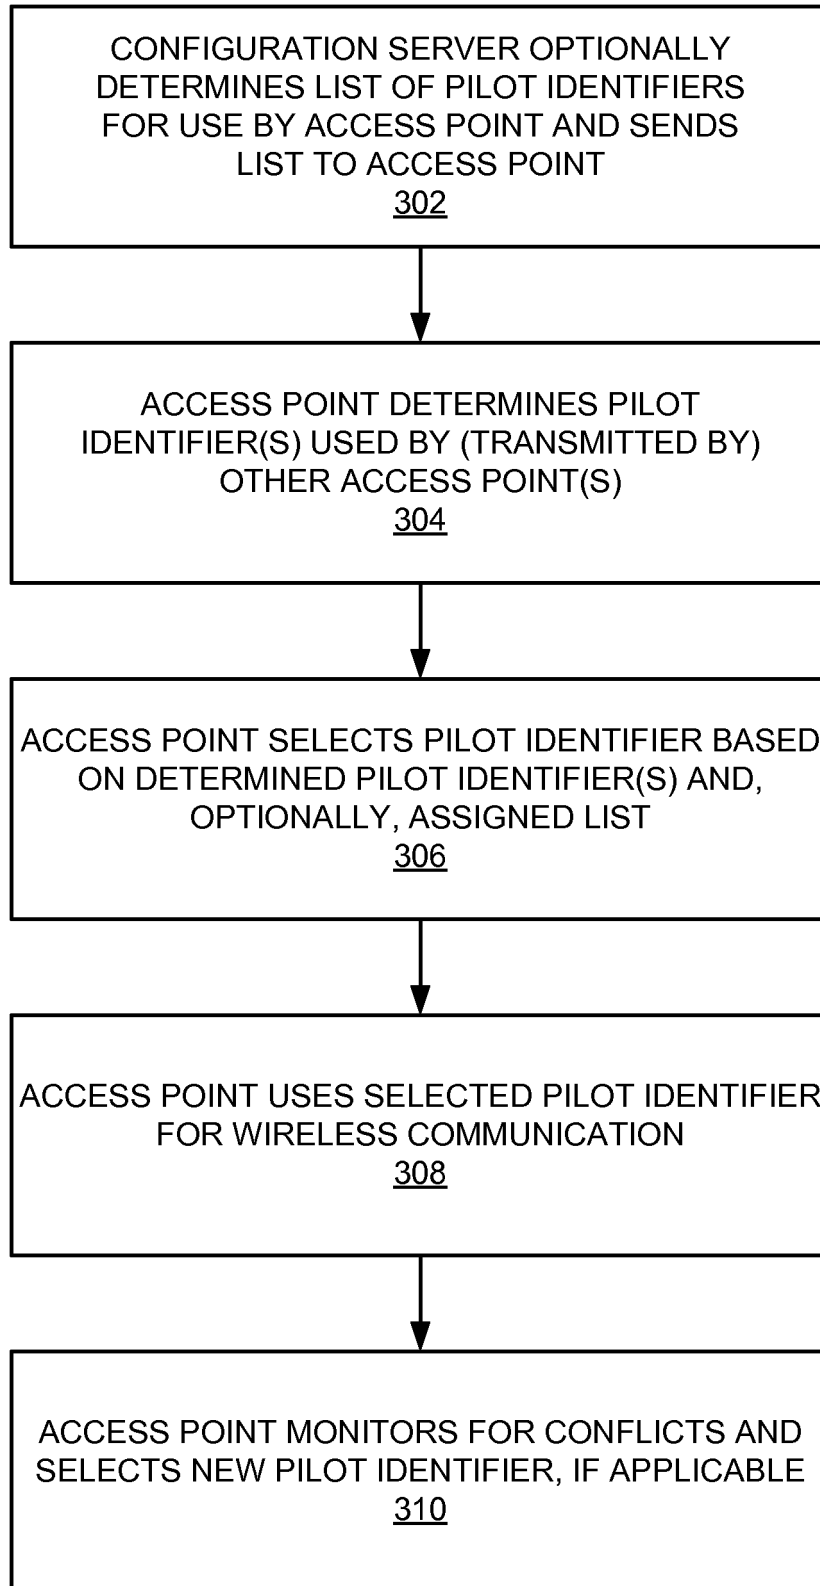 CONFIGURATION SERVER OPTIONALLY
DETERMINES LIST OF PILOT IDENTIFIERS
FOR USE BY ACCESS POINT AND SENDS
LIST TO ACCESS POINT
302
ACCESS POINT DETERMINES PILOT
IDENTIFIER(S) USED BY (TRANSMITTED BY)
OTHER ACCESS POINT(S)
304
ACCESS POINT SELECTS PILOT IDENTIFIER BASED
ON DETERMINED PILOT IDENTIFIER(S) AND,
OPTIONALLY, ASSIGNED LIST
306
ACCESS POINT USES SELECTED PILOT IDENTIFIER
FOR WIRELESS COMMUNICATION
308
ACCESS POINT MONITORS FOR CONFLICTS AND
SELECTS NEW PILOT IDENTIFIER, IF APPLICABLE
310